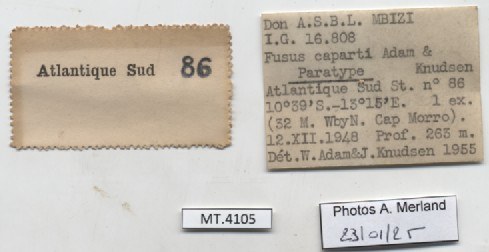 Atlantique Sud 86
Don A.S.B.L. MBIZI
I.G. 16.808
Fusus caparti Adam &
Paratype Knudsen
Atlantique Sud St. n° 86
10°39'S.-13°15'E. 1 ex.
(32 M. WbyN. Cap Morro).
12.XII.1948 Prof. 263 m.
Dét.W.Adam&J.Knudsen 1955
MT.4105
Photos A. Merland
23/01/25